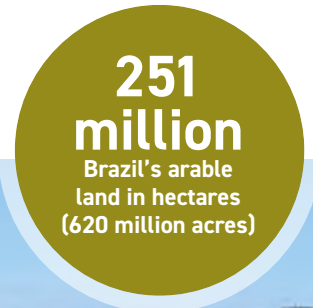 251
million
Brazil's arable
land in hectares
(620 million acres)